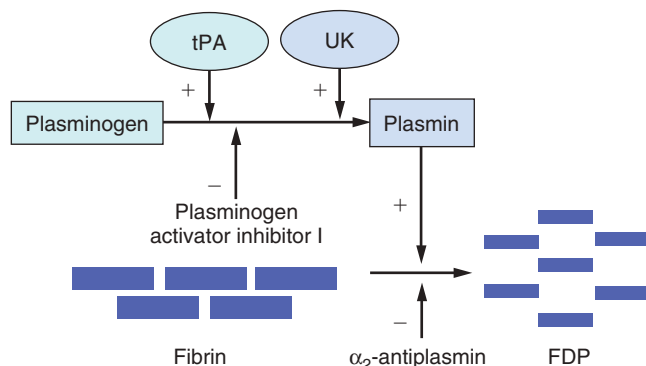 tPA
UK
+
+
Plasminogen
Plasmin
−
Plasminogen
activator inhibitor I
+
−
Fibrin
α₂-antiplasmin
FDP